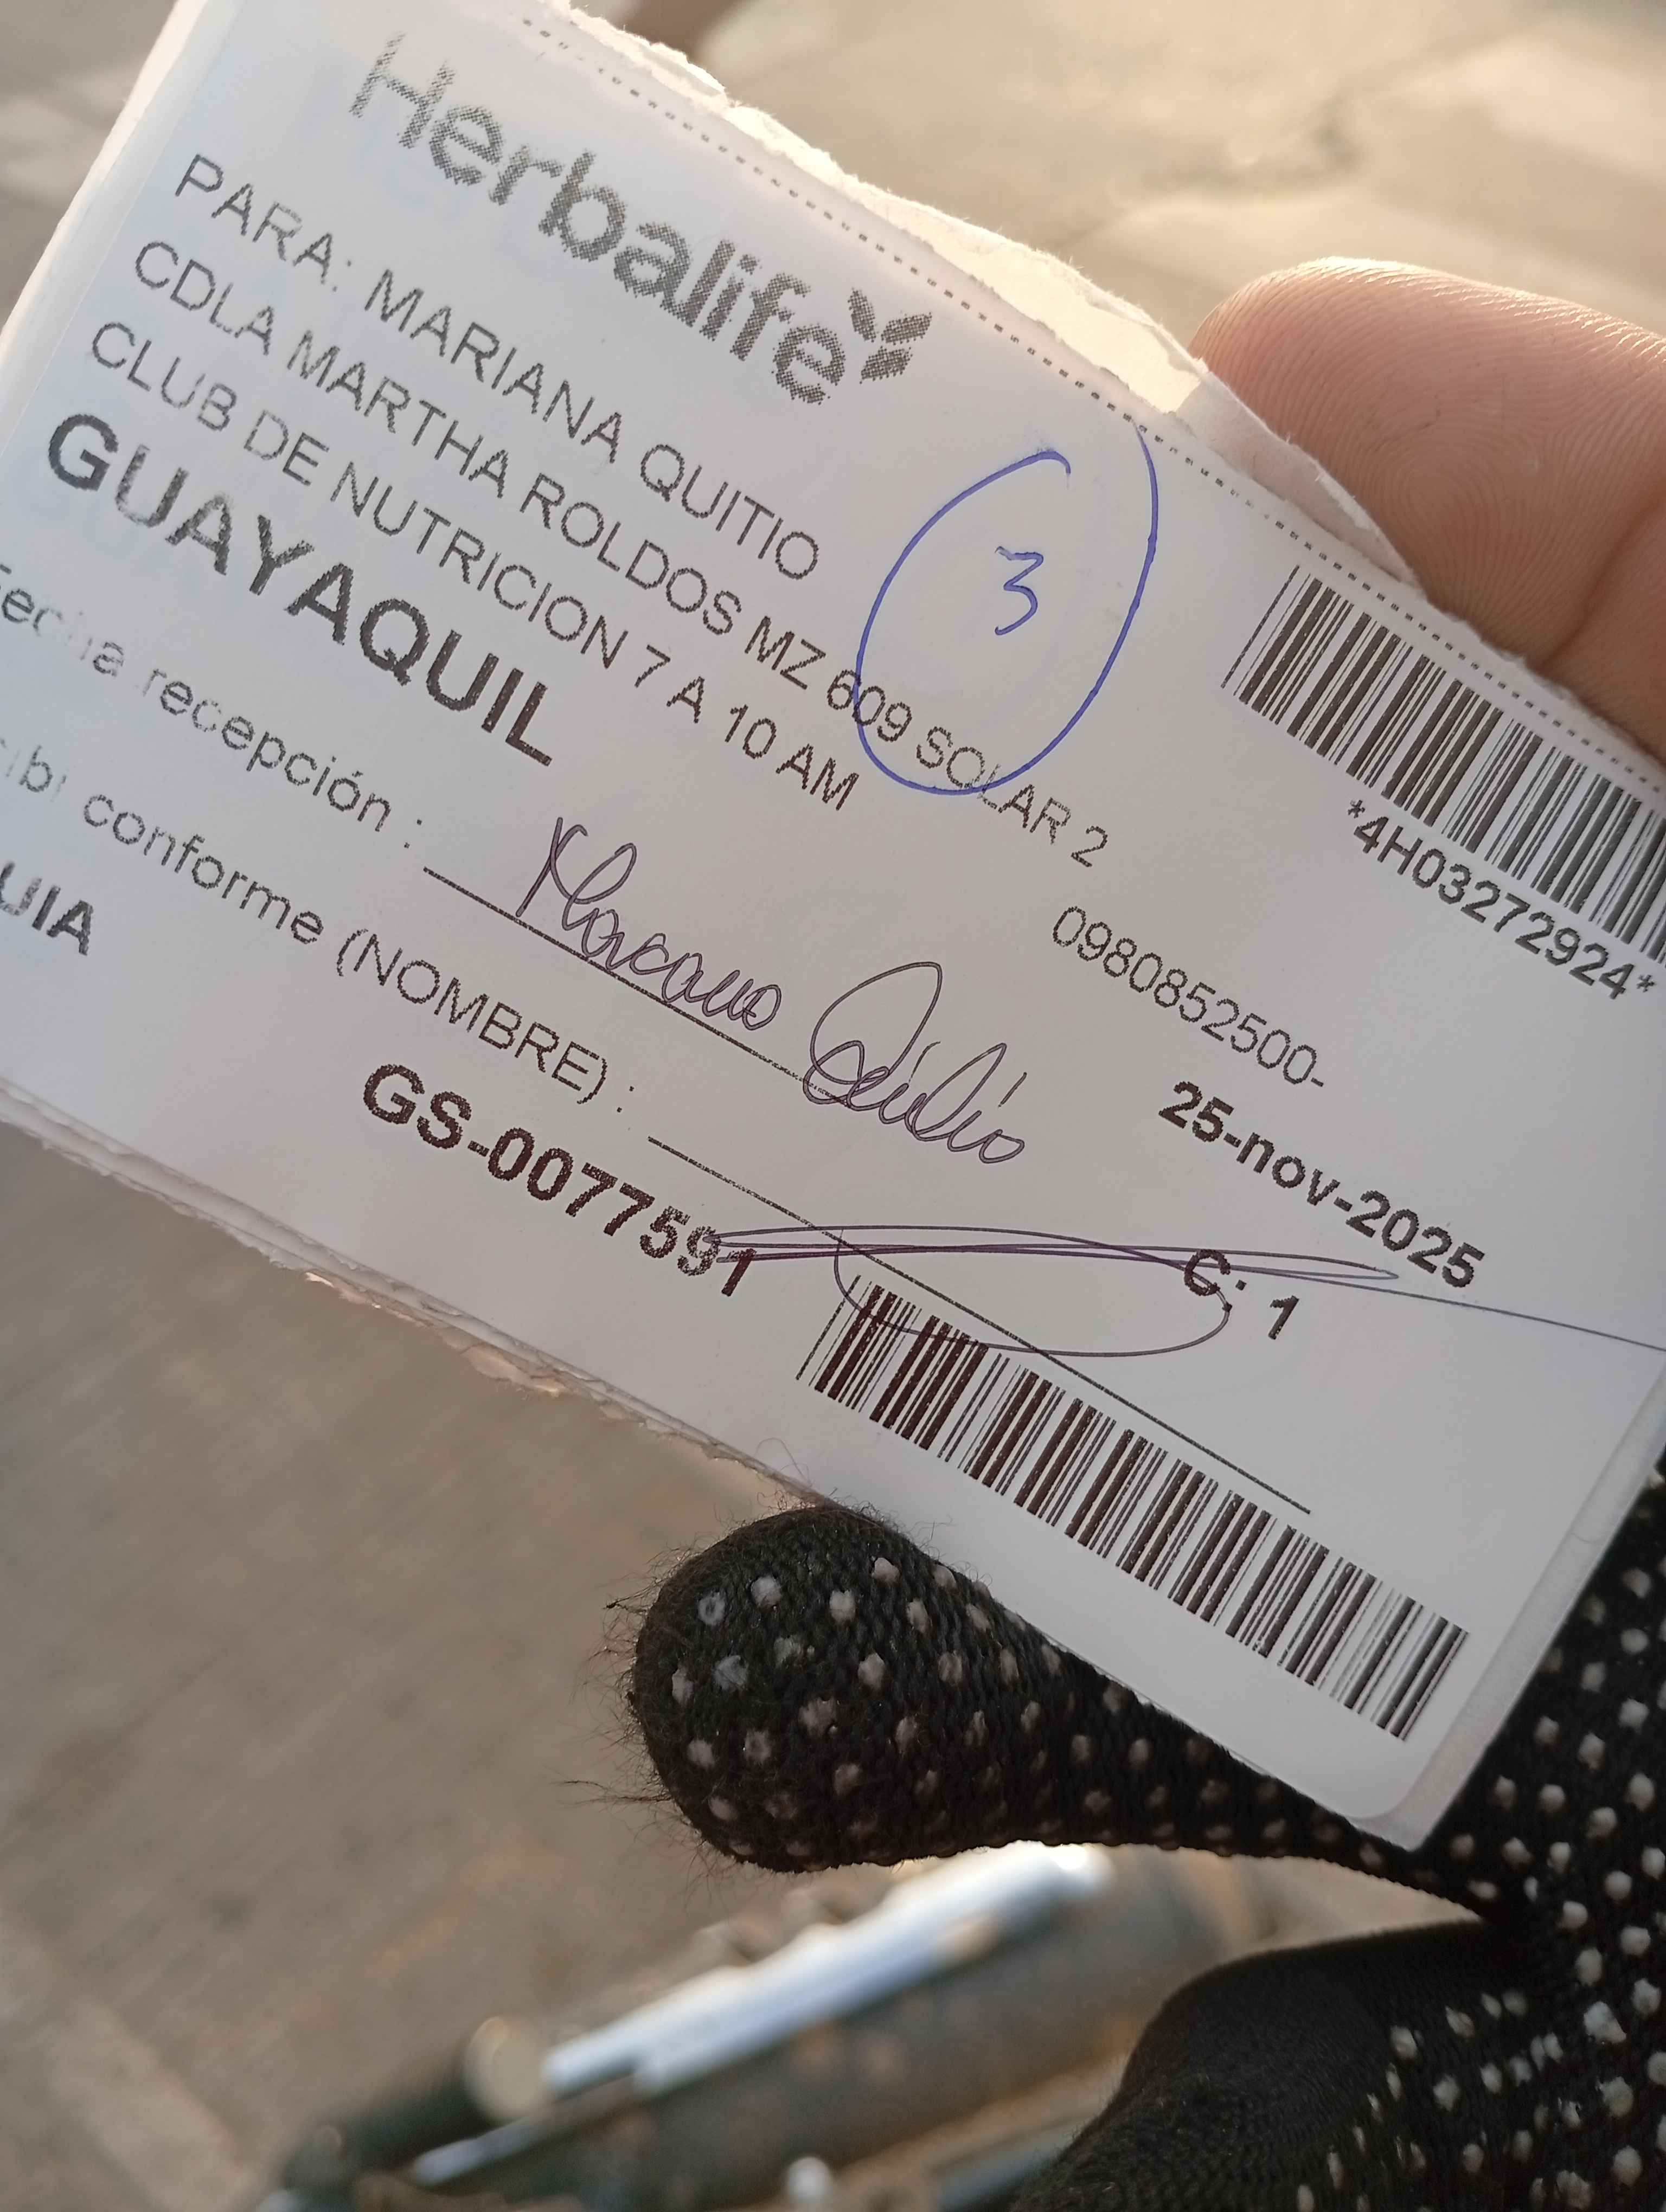 Herbalife
PARA: MARIANA QUITIO
CDLA MARTHA ROLDOS MZ 609 SOLAR 2
CLUB DE NUTRICION 7 A 10 AM
GUAYAQUIL
3
*4H03272924*
0980852500-
25-nov-2025
Fecha recepción :
conforme (NOMBRE) :
UIA
GS-0077591
C: 1